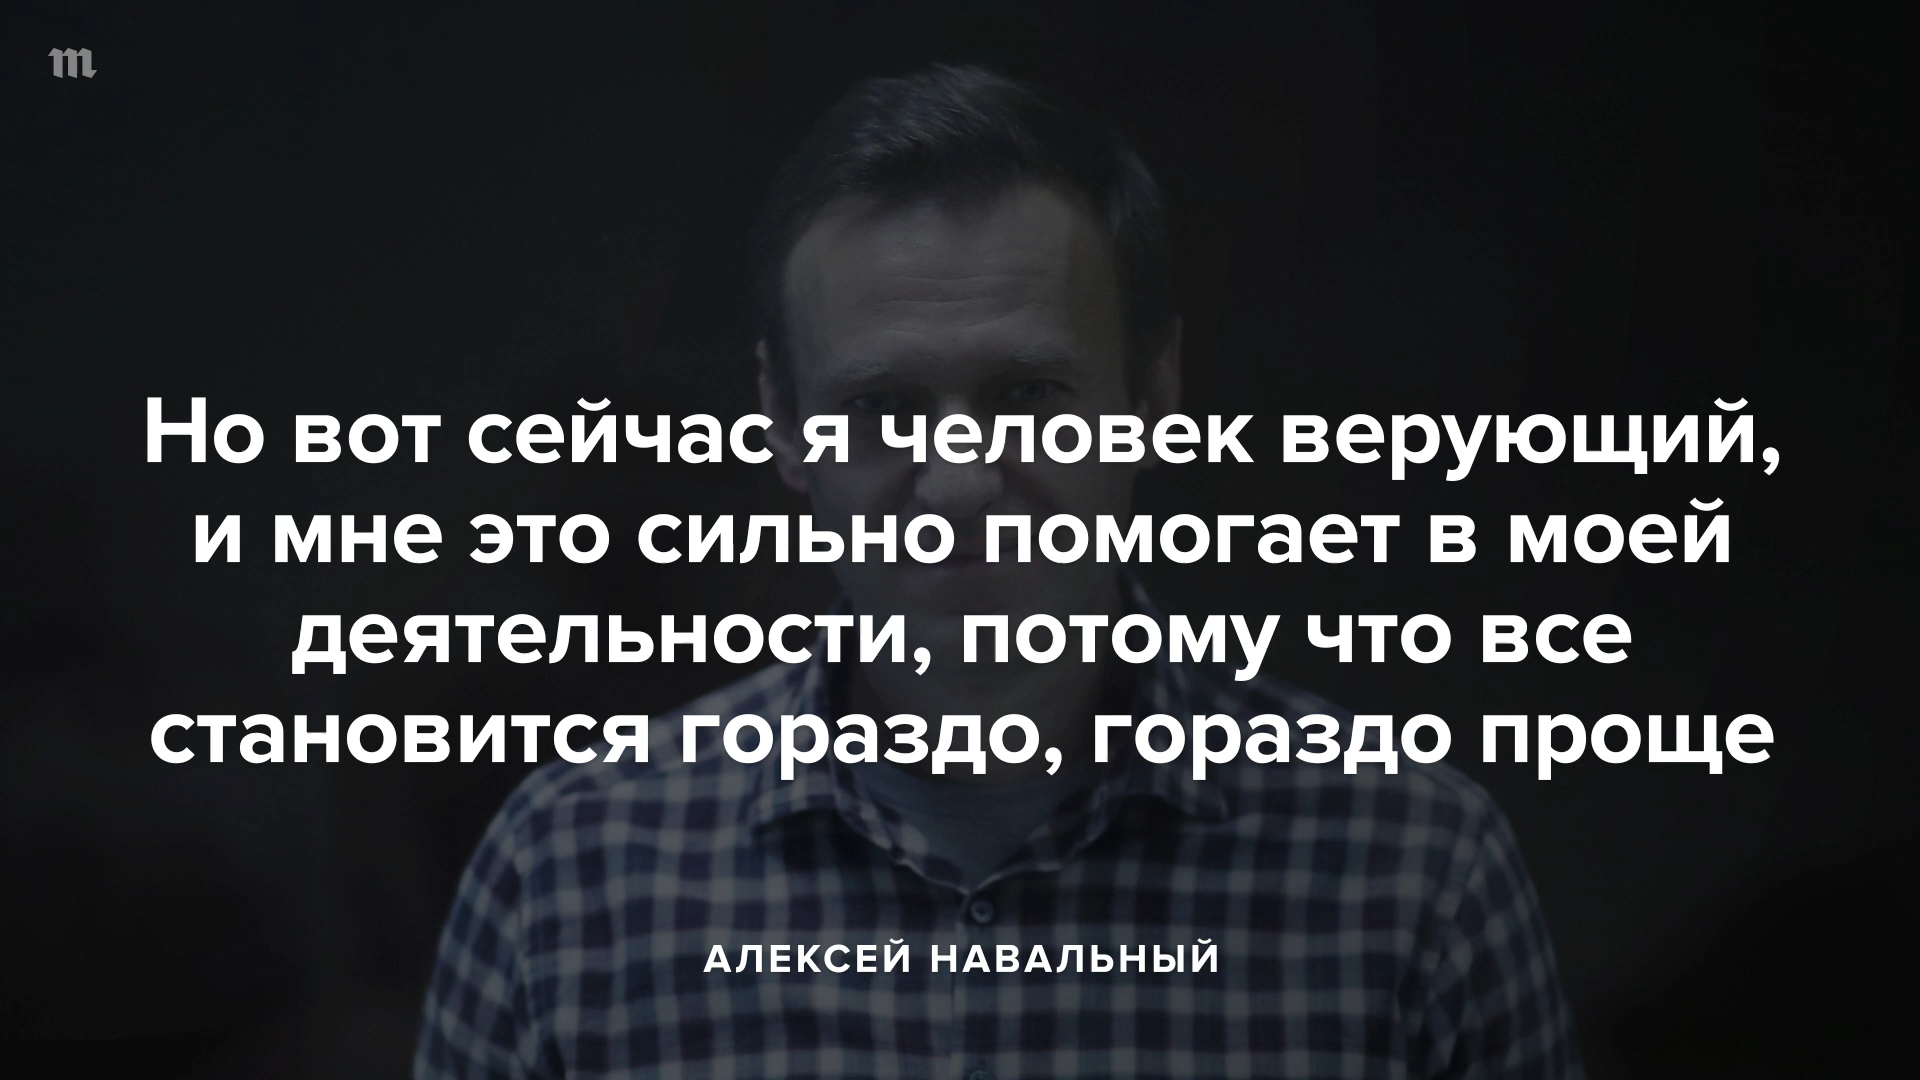 m
Но вот сейчас я человек верующий,
и мне это сильно помогает в моей
деятельности, потому что все
становится гораздо, гораздо проще
АЛЕКСЕЙ НАВАЛЬНЫЙ